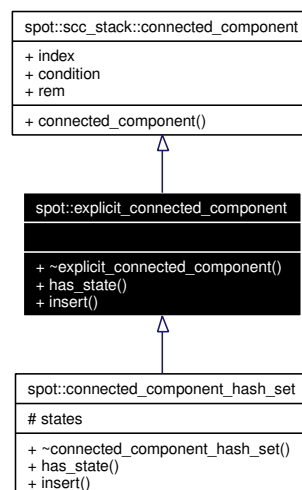 spot::scc_stack::connected_component
+ index
+ condition
+ rem
+ connected_component()
spot::explicit_connected_component
+ ~explicit_connected_component()
+ has_state()
+ insert()
spot::connected_component_hash_set
# states
+ ~connected_component_hash_set()
+ has_state()
+ insert()